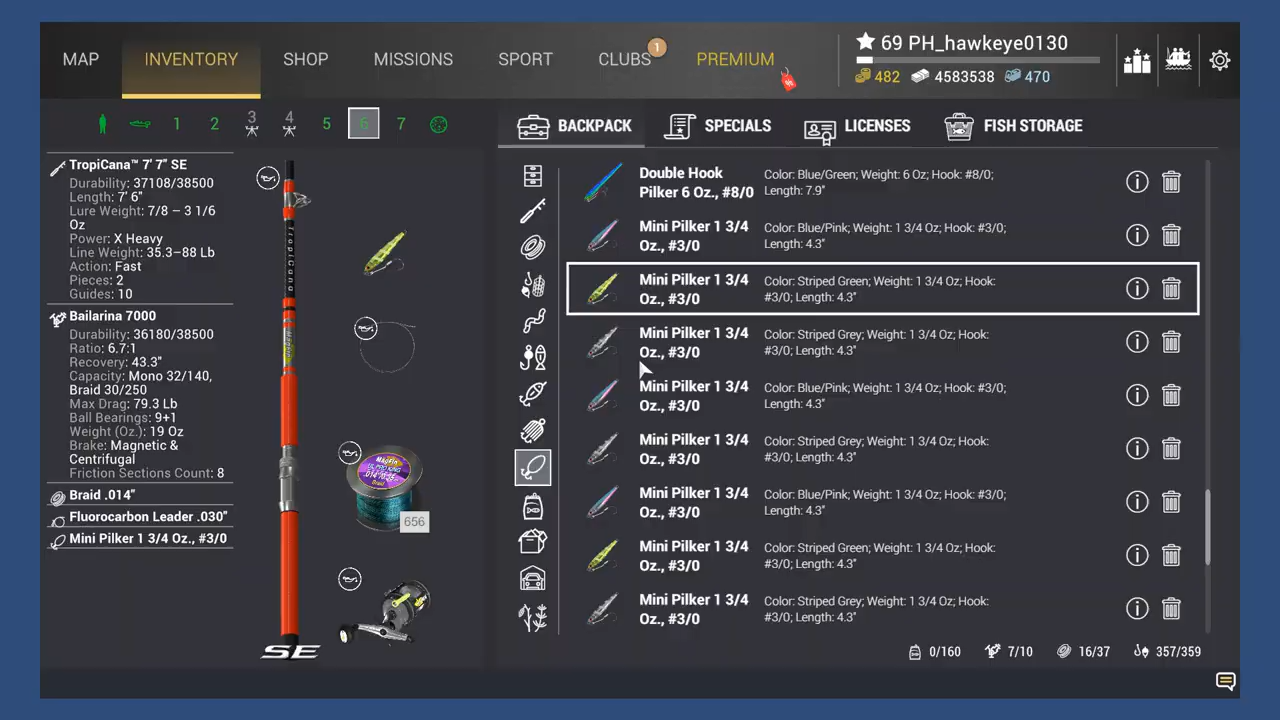 MAP INVENTORY SHOP MISSIONS SPORT CLUBS 1 PREMIUM
69 PH_hawkeye0130
482 4583538 470
1 2 3 4 5 6 7
BACKPACK SPECIALS LICENSES FISH STORAGE
TropiCana™ 7' 7" SE
Durability: 37108/38500
Length: 7' 6"
Lure Weight: 7/8 – 3 1/6
Oz
Power: X Heavy
Line Weight: 35.3–88 Lb
Action: Fast
Pieces: 2
Guides: 10
Bailarina 7000
Durability: 36180/38500
Ratio: 6.7:1
Recovery: 43.3"
Capacity: Mono 32/140,
Braid 30/250
Max Drag: 79.3 Lb
Ball Bearings: 9+1
Weight (Oz.): 19 Oz
Brake: Magnetic &
Centrifugal
Friction Sections Count: 8
Braid .014"
Fluorocarbon Leader .030"
Mini Pilker 1 3/4 Oz., #3/0
TropiCana
MagFin
.014
656
SE
Double Hook
Pilker 6 Oz., #8/0
Color: Blue/Green; Weight: 6 Oz; Hook: #8/0;
Length: 7.9"
Mini Pilker 1 3/4
Oz., #3/0
Color: Blue/Pink; Weight: 1 3/4 Oz; Hook: #3/0;
Length: 4.3"
Mini Pilker 1 3/4
Oz., #3/0
Color: Striped Green; Weight: 1 3/4 Oz; Hook:
#3/0; Length: 4.3"
Mini Pilker 1 3/4
Oz., #3/0
Color: Striped Grey; Weight: 1 3/4 Oz; Hook:
#3/0; Length: 4.3"
Mini Pilker 1 3/4
Oz., #3/0
Color: Blue/Pink; Weight: 1 3/4 Oz; Hook: #3/0;
Length: 4.3"
Mini Pilker 1 3/4
Oz., #3/0
Color: Striped Grey; Weight: 1 3/4 Oz; Hook:
#3/0; Length: 4.3"
Mini Pilker 1 3/4
Oz., #3/0
Color: Blue/Pink; Weight: 1 3/4 Oz; Hook: #3/0;
Length: 4.3"
Mini Pilker 1 3/4
Oz., #3/0
Color: Striped Green; Weight: 1 3/4 Oz; Hook:
#3/0; Length: 4.3"
Mini Pilker 1 3/4
Oz., #3/0
Color: Striped Grey; Weight: 1 3/4 Oz; Hook:
#3/0; Length: 4.3"
0/160 7/10 16/37 357/359